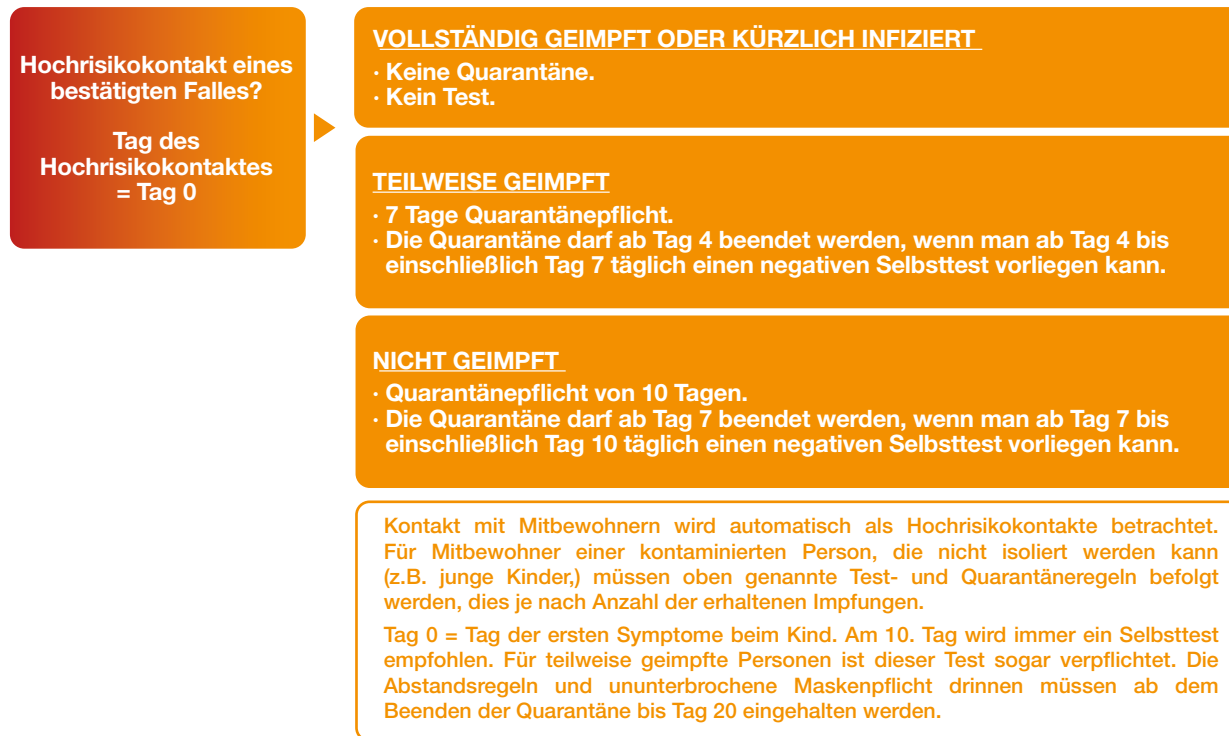 Hochrisikokontakt eines
bestätigten Falles?
Tag des
Hochrisikokontaktes
= Tag 0
VOLLSTÄNDIG GEIMPFT ODER KÜRZLICH INFIZIERT
· Keine Quarantäne.
· Kein Test.
TEILWEISE GEIMPFT
· 7 Tage Quarantänepflicht.
· Die Quarantäne darf ab Tag 4 beendet werden, wenn man ab Tag 4 bis
einschließlich Tag 7 täglich einen negativen Selbsttest vorliegen kann.
NICHT GEIMPFT
· Quarantänepflicht von 10 Tagen.
· Die Quarantäne darf ab Tag 7 beendet werden, wenn man ab Tag 7 bis
einschließlich Tag 10 täglich einen negativen Selbsttest vorliegen kann.
Kontakt mit Mitbewohnern wird automatisch als Hochrisikokontakte betrachtet.
Für Mitbewohner einer kontaminierten Person, die nicht isoliert werden kann
(z.B. junge Kinder,) müssen oben genannte Test- und Quarantäneregeln befolgt
werden, dies je nach Anzahl der erhaltenen Impfungen.
Tag 0 = Tag der ersten Symptome beim Kind. Am 10. Tag wird immer ein Selbsttest
empfohlen. Für teilweise geimpfte Personen ist dieser Test sogar verpflichtet. Die
Abstandsregeln und ununterbrochene Maskenpflicht drinnen müssen ab dem
Beenden der Quarantäne bis Tag 20 eingehalten werden.